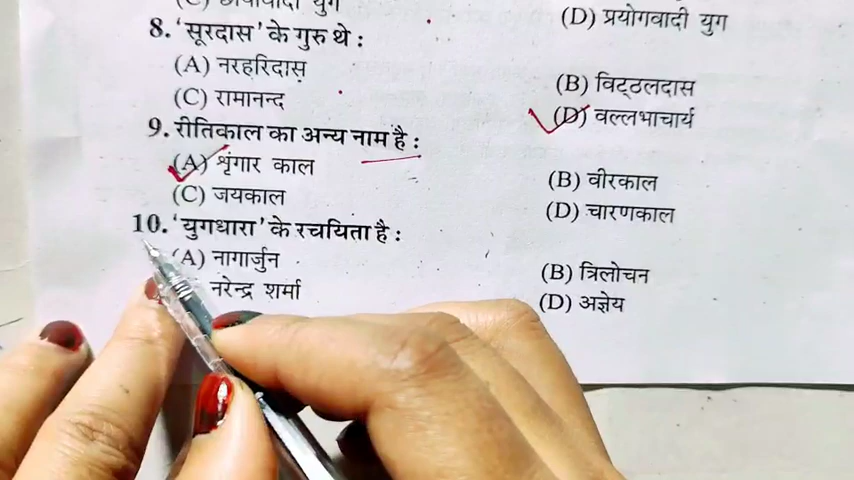 (C) छायावादी युग
(D) प्रयोगवादी युग
8. 'सूरदास' के गुरु थे :
(A) नरहरिदास
(B) विट्ठलदास
(C) रामानन्द
(D) वल्लभाचार्य
9. रीतिकाल का अन्य नाम है :
(A) शृंगार काल
(B) वीरकाल
(C) जयकाल
(D) चारणकाल
10. 'युगधारा' के रचयिता है :
(A) नागार्जुन
(B) त्रिलोचन
नरेन्द्र शर्मा
(D) अज्ञेय